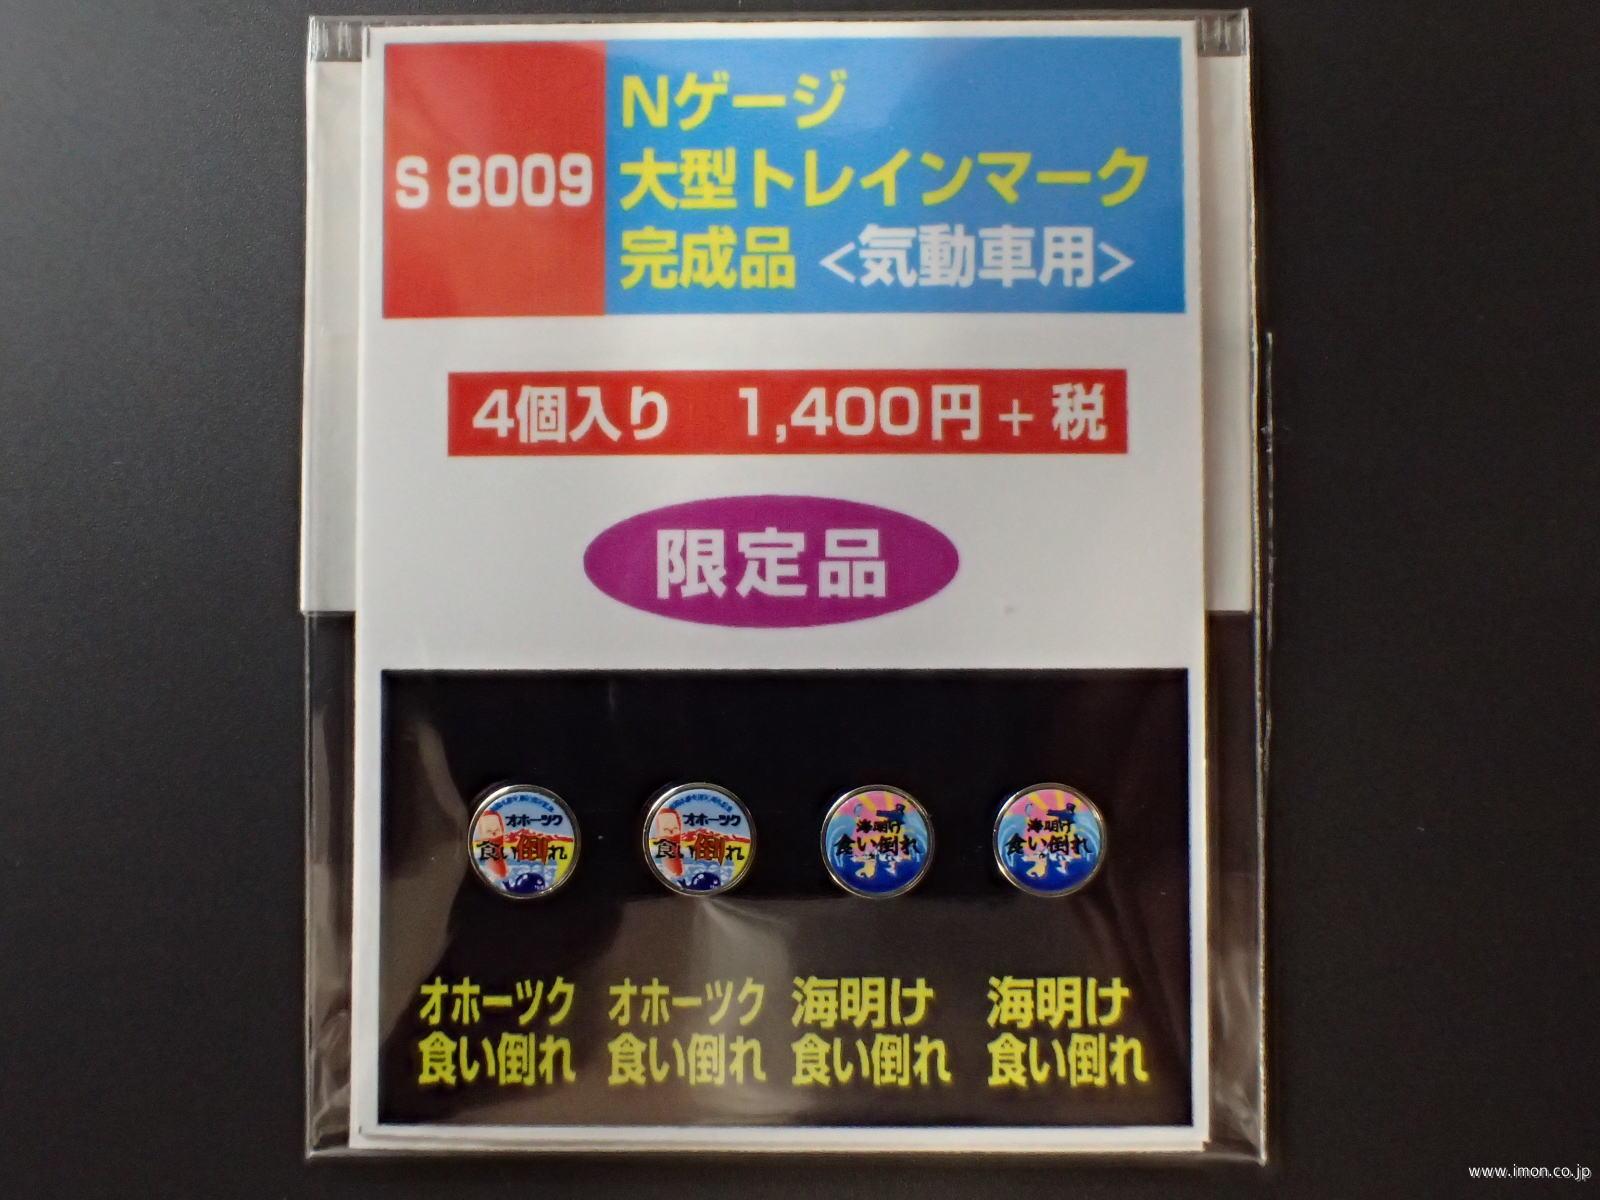 S 8009
Nゲージ
大型トレインマーク
完成品 <気動車用>
4個入り 1,400円 + 税
限定品
オホーツク
食い倒れ
オホーツク
食い倒れ
海明け
食い倒れ
海明け
食い倒れ
オホーツク
食い倒れ
オホーツク
食い倒れ
海明け
食い倒れ
海明け
食い倒れ
www.imon.co.jp